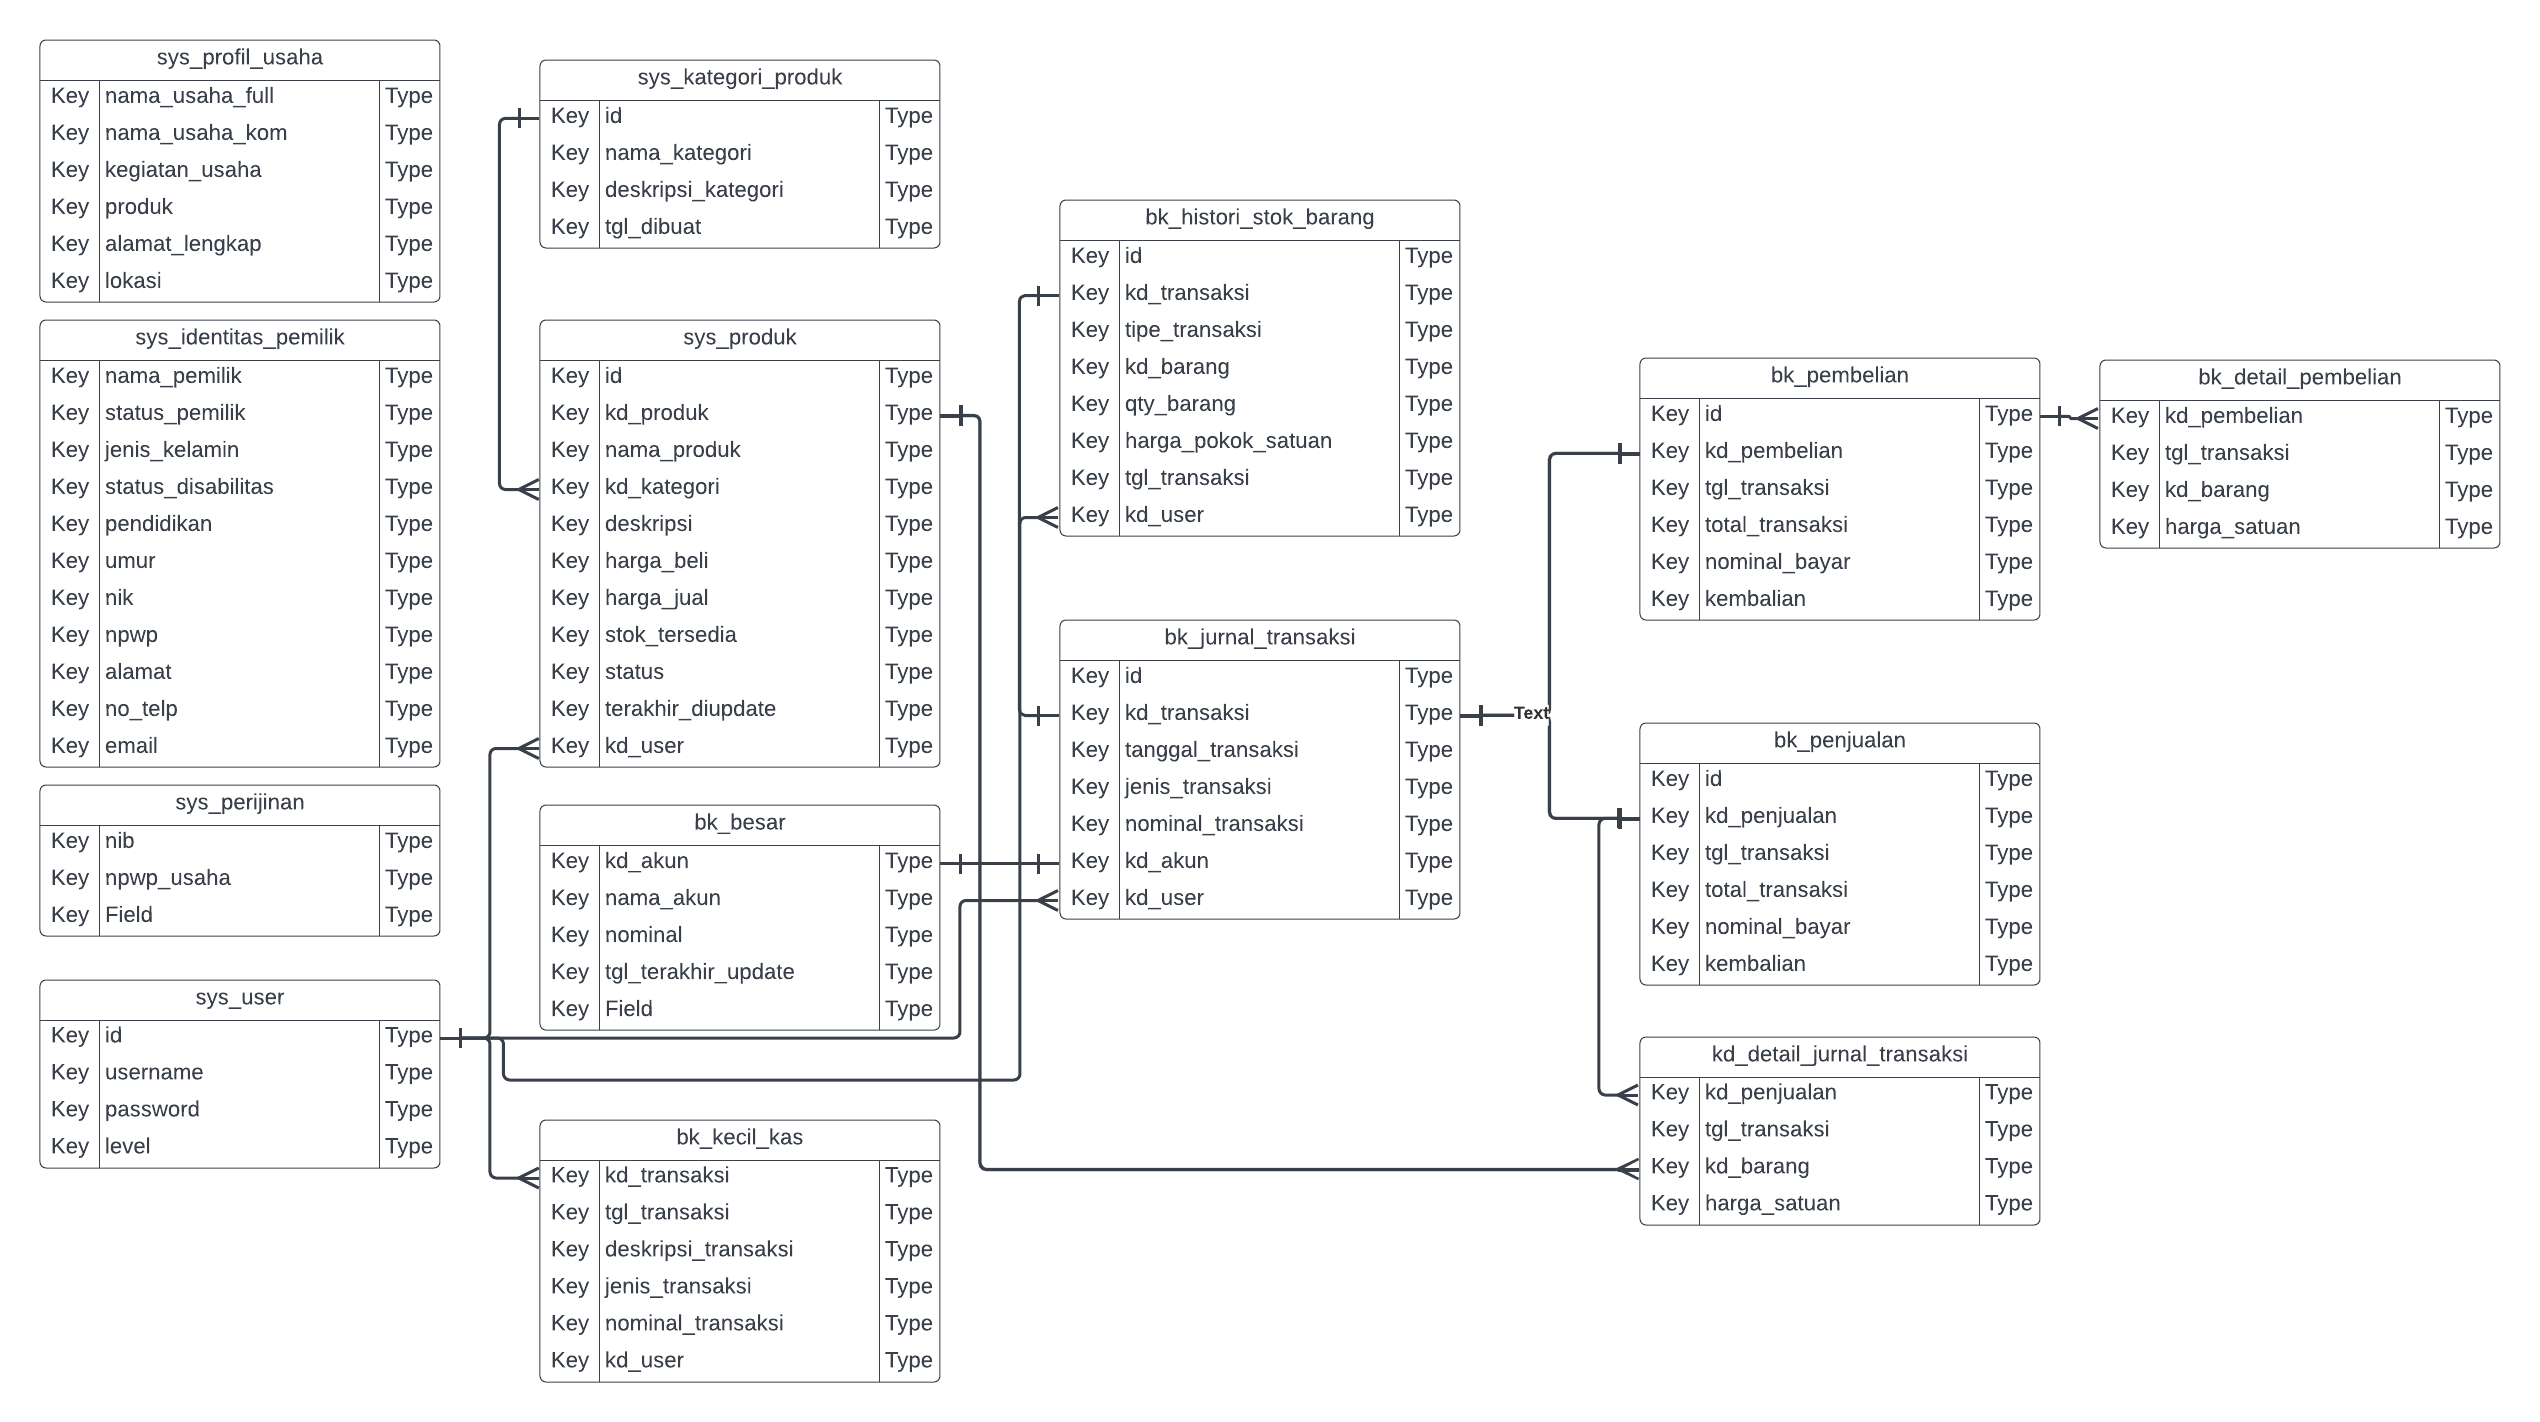 sys_profil_usaha
Key nama_usaha_full Type
Key nama_usaha_kom Type
Key kegiatan_usaha Type
Key produk Type
Key alamat_lengkap Type
Key lokasi Type
sys_identitas_pemilik
Key nama_pemilik Type
Key status_pemilik Type
Key jenis_kelamin Type
Key status_disabilitas Type
Key pendidikan Type
Key umur Type
Key nik Type
Key npwp Type
Key alamat Type
Key no_telp Type
Key email Type
sys_perijinan
Key nib Type
Key npwp_usaha Type
Key Field Type
sys_user
Key id Type
Key username Type
Key password Type
Key level Type
sys_kategori_produk
Key id Type
Key nama_kategori Type
Key deskripsi_kategori Type
Key tgl_dibuat Type
sys_produk
Key id Type
Key kd_produk Type
Key nama_produk Type
Key kd_kategori Type
Key deskripsi Type
Key harga_beli Type
Key harga_jual Type
Key stok_tersedia Type
Key status Type
Key terakhir_diupdate Type
Key kd_user Type
bk_besar
Key kd_akun Type
Key nama_akun Type
Key nominal Type
Key tgl_terakhir_update Type
Key Field Type
bk_kecil_kas
Key kd_transaksi Type
Key tgl_transaksi Type
Key deskripsi_transaksi Type
Key jenis_transaksi Type
Key nominal_transaksi Type
Key kd_user Type
bk_histori_stok_barang
Key id Type
Key kd_transaksi Type
Key tipe_transaksi Type
Key kd_barang Type
Key qty_barang Type
Key harga_pokok_satuan Type
Key tgl_transaksi Type
Key kd_user Type
bk_jurnal_transaksi
Key id Type
Key kd_transaksi Type
Key tanggal_transaksi Type
Key jenis_transaksi Type
Key nominal_transaksi Type
Key kd_akun Type
Key kd_user Type
Text
bk_pembelian
Key id Type
Key kd_pembelian Type
Key tgl_transaksi Type
Key total_transaksi Type
Key nominal_bayar Type
Key kembalian Type
bk_penjualan
Key id Type
Key kd_penjualan Type
Key tgl_transaksi Type
Key total_transaksi Type
Key nominal_bayar Type
Key kembalian Type
kd_detail_jurnal_transaksi
Key kd_penjualan Type
Key tgl_transaksi Type
Key kd_barang Type
Key harga_satuan Type
bk_detail_pembelian
Key kd_pembelian Type
Key tgl_transaksi Type
Key kd_barang Type
Key harga_satuan Type